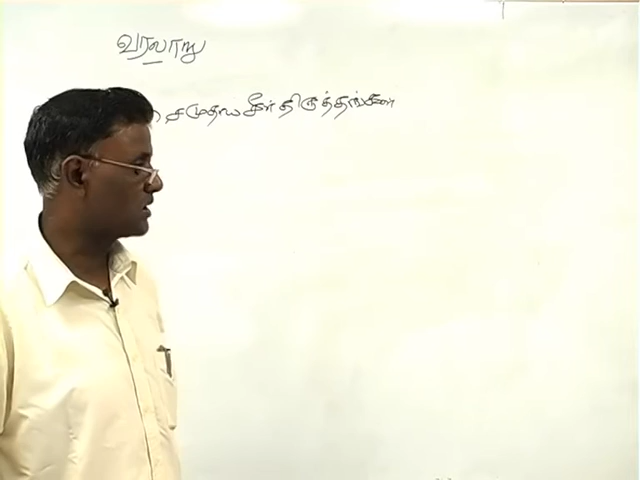 வரலாறு
சமுதாய சீர்திருத்தங்கள்